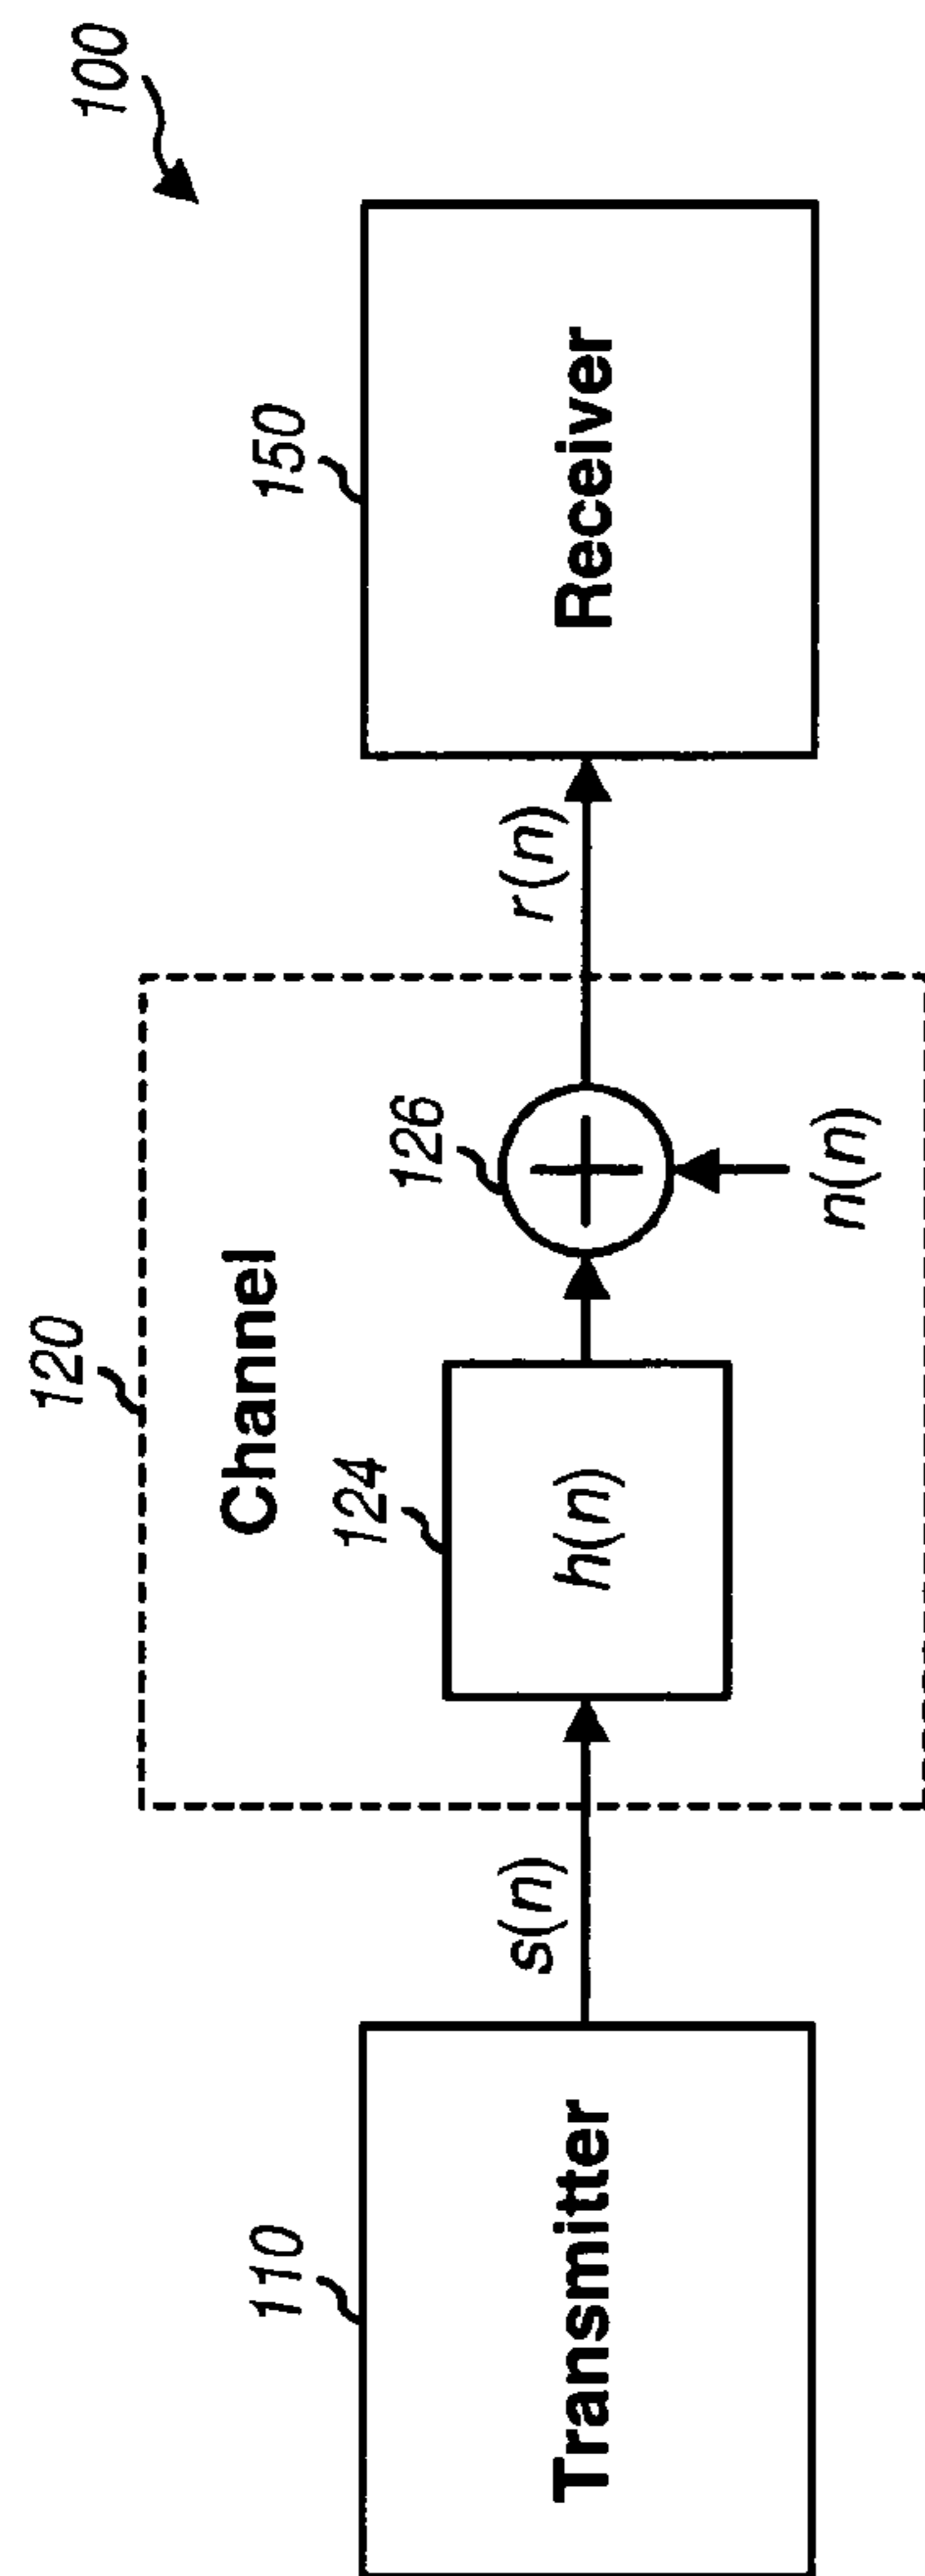 100
120
Channel
110
Transmitter
s(n)
124
h(n)
126
n(n)
r(n)
150
Receiver